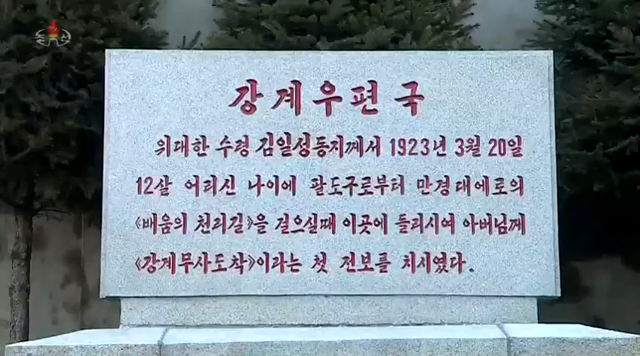 조선
강계우편국
위대한 수령 김일성동지께서 1923년 3월 20일
12살 어리신 나이에 팔도구로부터 만경대에로의
《배움의 천리길》을 걸으실때 이곳에 들리시여 아버님께
《강계무사도착》이라는 첫 전보를 치시였다.